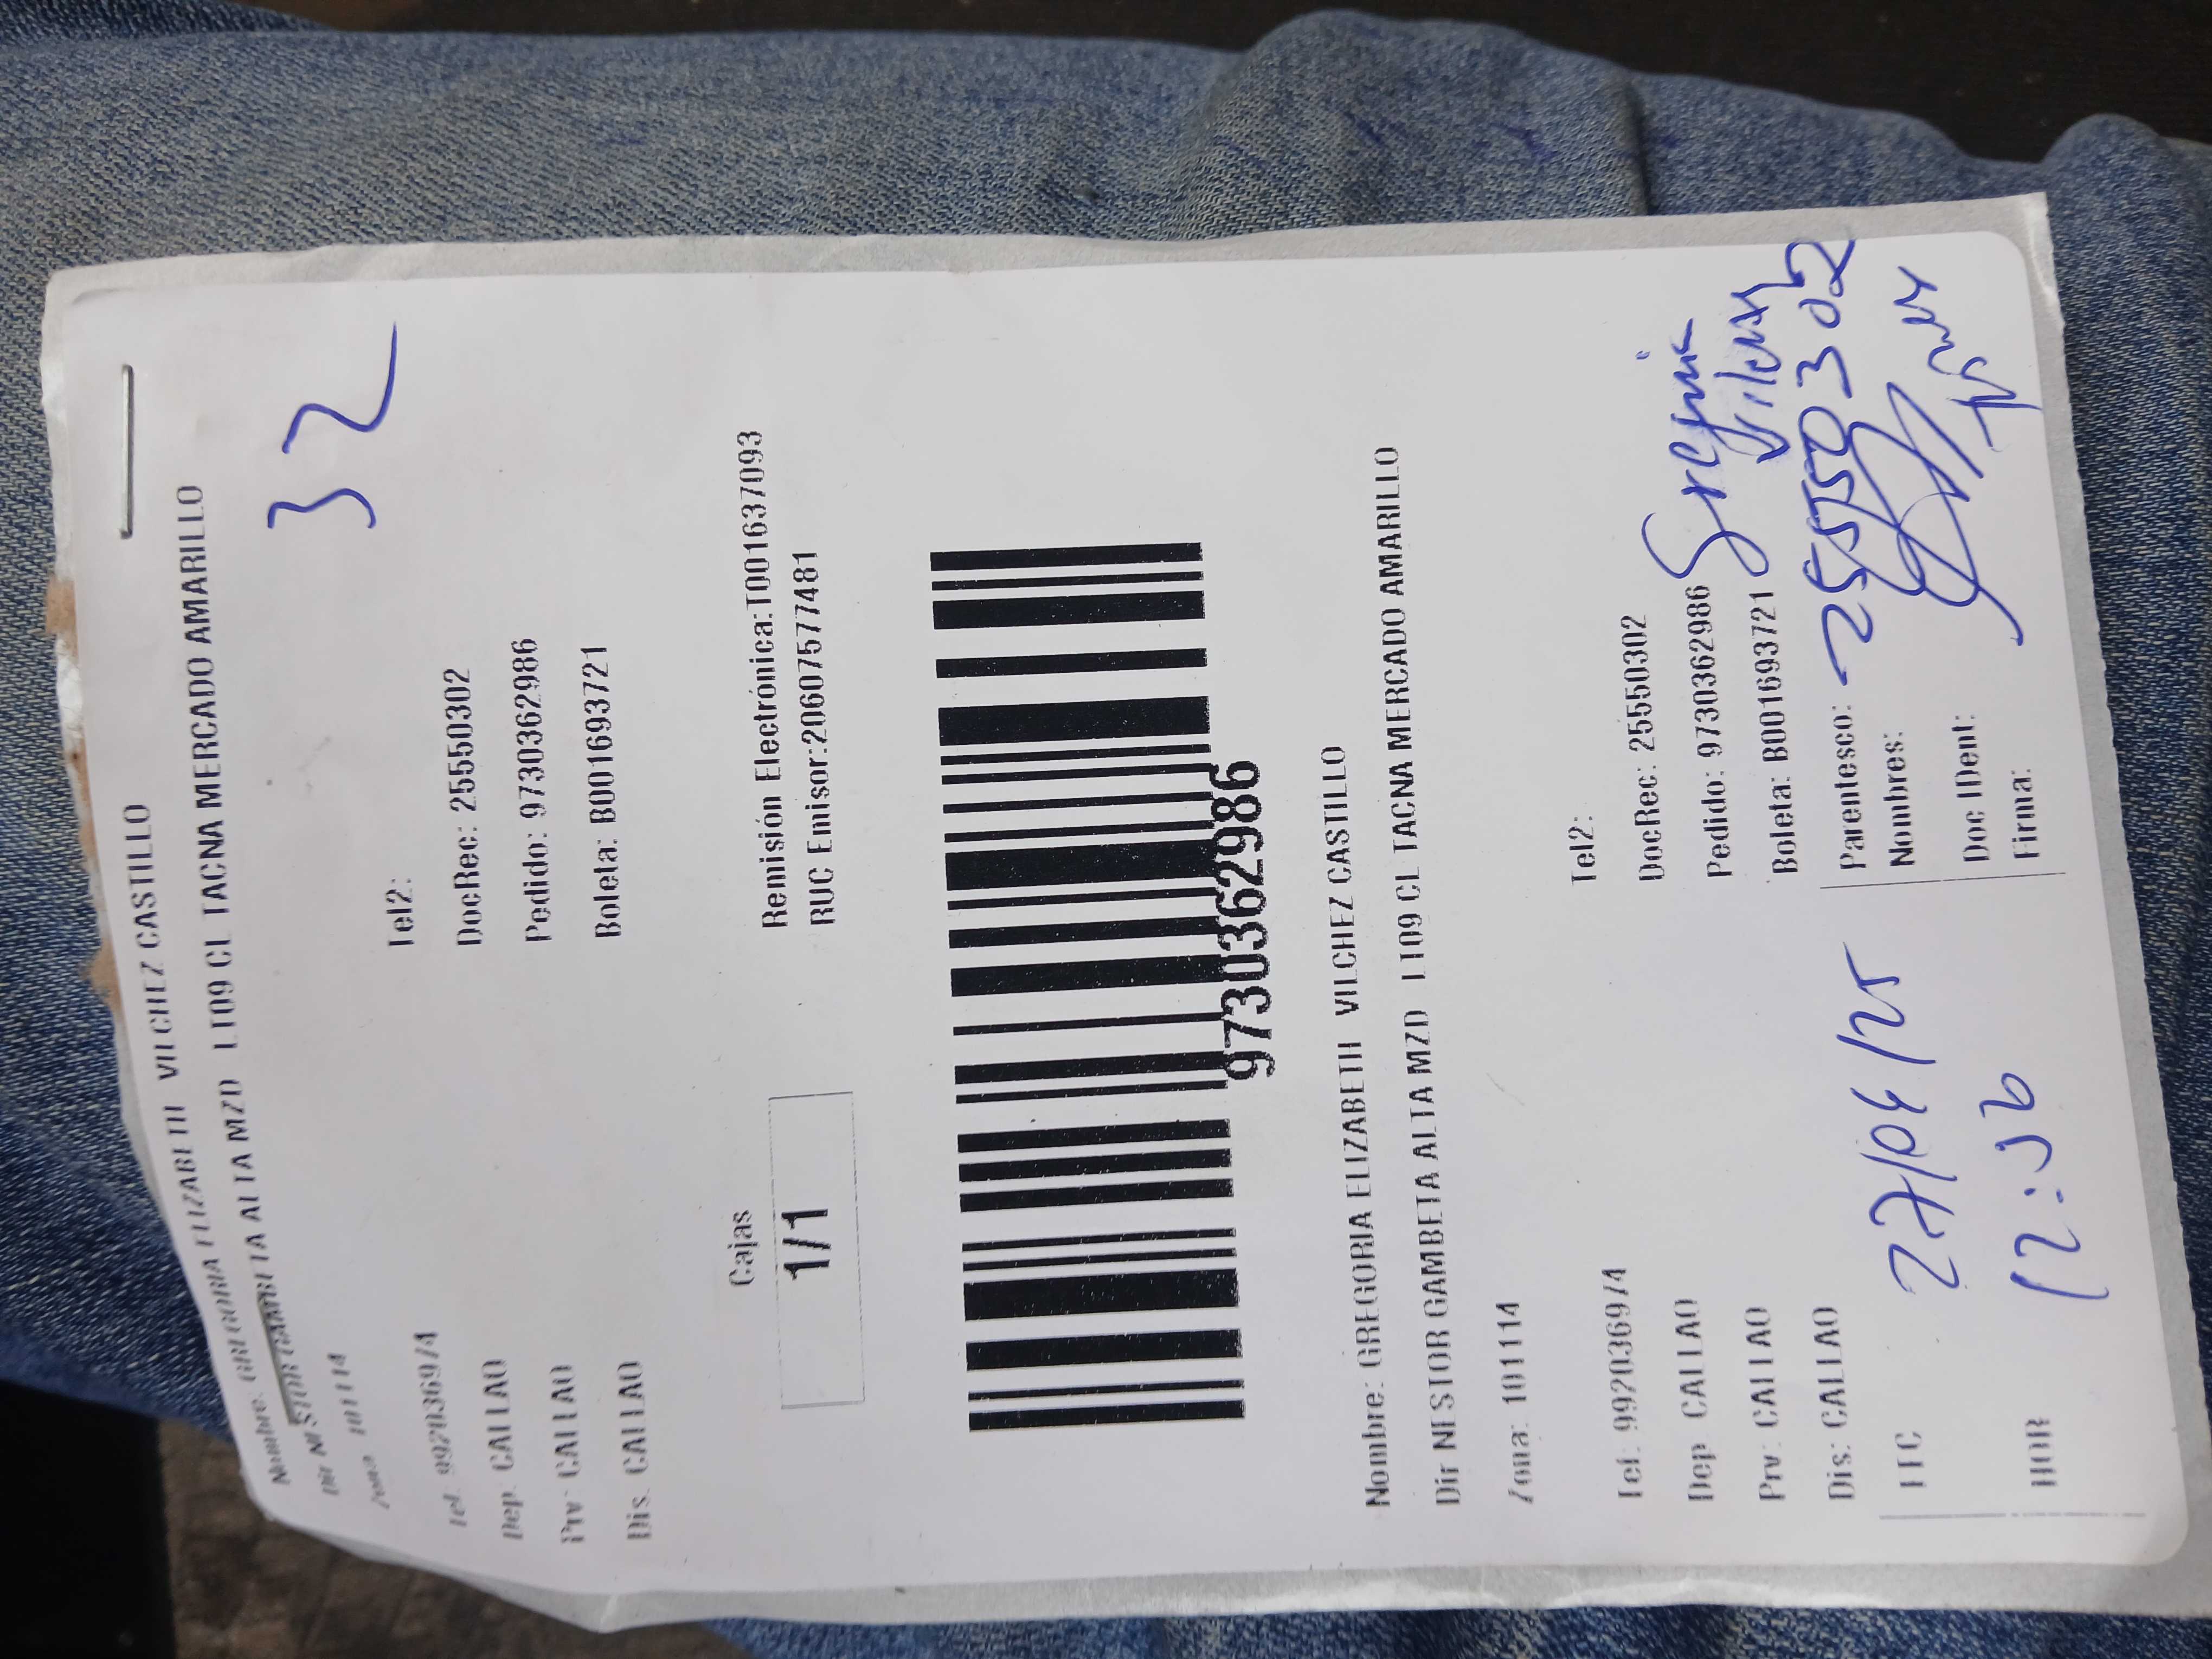 Nombre: GREGORIA ELIZABETH VILCHEZ CASTILLO
Dir NESTOR GAMBETA ALTA MZD LT09 CL TACNA MERCADO AMARILLO
Zona 101114
32
Tel. 992036974 Tel2:
Dep. CALLAO DocRec: 25550302
Prv: CALLAO Pedido: 9730362986
Dis. CALLAO Boleta: B001693721
Cajas Remisión Electrónica:T001637093
1/1 RUC Emisor:20607577481
9730362986
Nombre: GREGORIA ELIZABETH VILCHEZ CASTILLO
Dir NESTOR GAMBETA ALTA MZD LT09 CL TACNA MERCADO AMARILLO
Zona: 101114
Tel. 992036974 Tel2:
Dep. CALLAO DocRec: 25550302
Prv: CALLAO Pedido: 9730362986
Dis: CALLAO Boleta: B001693721
FEC 27/04/25 Parentesco: 25550302
Nombres:
HOR 12:36 Doc IDent:
Firma: